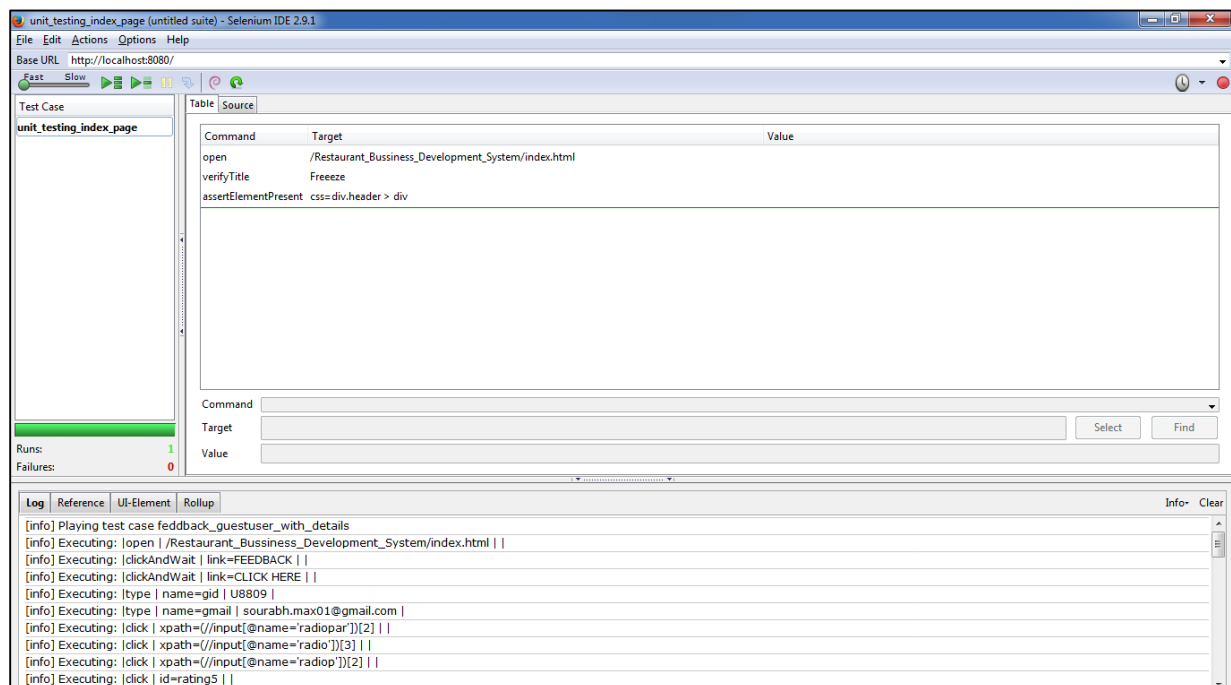 unit_testing_index_page (untitled suite) - Selenium IDE 2.9.1
File Edit Actions Options Help
Base URL http://localhost:8080/
Fast Slow
Test Case
Table Source
unit_testing_index_page
Command Target Value
open /Restaurant_Bussiness_Development_System/index.html
verifyTitle Freeeze
assertElementPresent css=div.header > div
Command
Target Select Find
Value
Runs: 1
Failures: 0
Log Reference UI-Element Rollup Info Clear
[info] Playing test case feddback_guestuser_with_details
[info] Executing: |open | /Restaurant_Bussiness_Development_System/index.html | |
[info] Executing: |clickAndWait | link=FEEDBACK | |
[info] Executing: |clickAndWait | link=CLICK HERE | |
[info] Executing: |type | name=gid | U8809 |
[info] Executing: |type | name=gmail | sourabh.max01@gmail.com |
[info] Executing: |click | xpath=(//input[@name='radiopar'])[2] | |
[info] Executing: |click | xpath=(//input[@name='radio'])[3] | |
[info] Executing: |click | xpath=(//input[@name='radiop'])[2] | |
[info] Executing: |click | id=rating5 | |